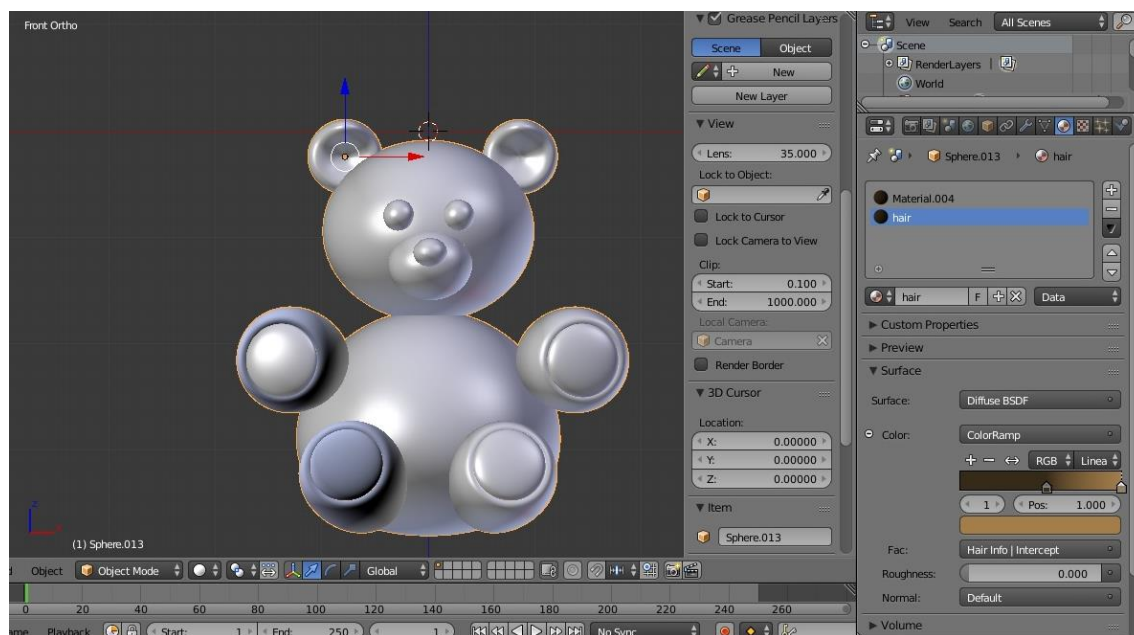 Front Ortho
(1) Sphere.013
Object Object Mode Global
0 20 40 60 80 100 120 140 160 180 200 220 240 260
Playback Start: 1 End: 250 1 No Sync
Grease Pencil Layers
Scene Object
New
New Layer
View
Lens: 35.000
Lock to Object:
Lock to Cursor
Lock Camera to View
Clip:
Start: 0.100
End: 1000.000
Local Camera:
Camera
Render Border
3D Cursor
Location:
X: 0.00000
Y: 0.00000
Z: 0.00000
Item
Sphere.013
View Search All Scenes
Scene
RenderLayers |
World
Sphere.013 hair
Material.004
hair
hair F Data
Custom Properties
Preview
Surface
Surface: Diffuse BSDF
Color: ColorRamp
RGB Linea
1 Pos: 1.000
Fac: Hair Info | Intercept
Roughness: 0.000
Normal: Default
Volume